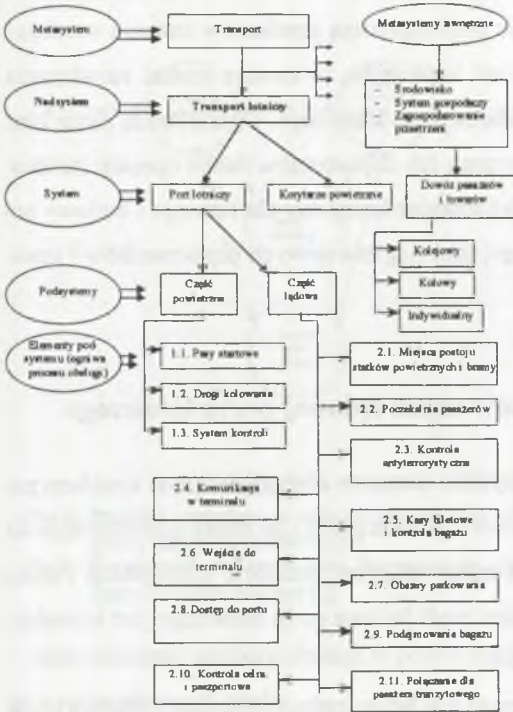 Metasystem
Transport
Metasystemy zewnętrzne
Nadsystem
Transport lotniczy
- Środowisko
- System gospodarczy
- Zagospodarowanie
przestrzeni
System
Port lotniczy
Korytarze powietrzne
Dowóz pasażerów
i towarów
Kolejowy
Kołowy
Indywidualny
Podsystemy
Część
powietrzna
Część
lądowa
Elementy pod
systemu (oprawa
procesu obsługi)
1.1. Pasy startowe
1.2. Drogi kołowania
1.3. System kontroli
2.1. Miejsca postoju
statków powietrznych i bramy
2.2. Poczekalnia pasażerów
2.3. Kontrola
antyterrorystyczna
2.4. Komunikacja
w terminalu
2.5. Kasy biletowe
i kontrola bagażu
2.6. Wejście do
terminalu
2.7. Obszary parkowania
2.8. Dostęp do portu
2.9. Podejmowanie bagażu
2.10. Kontrola celna
i paszportowa
2.11. Połączenie dla
pasażera tranzytowego